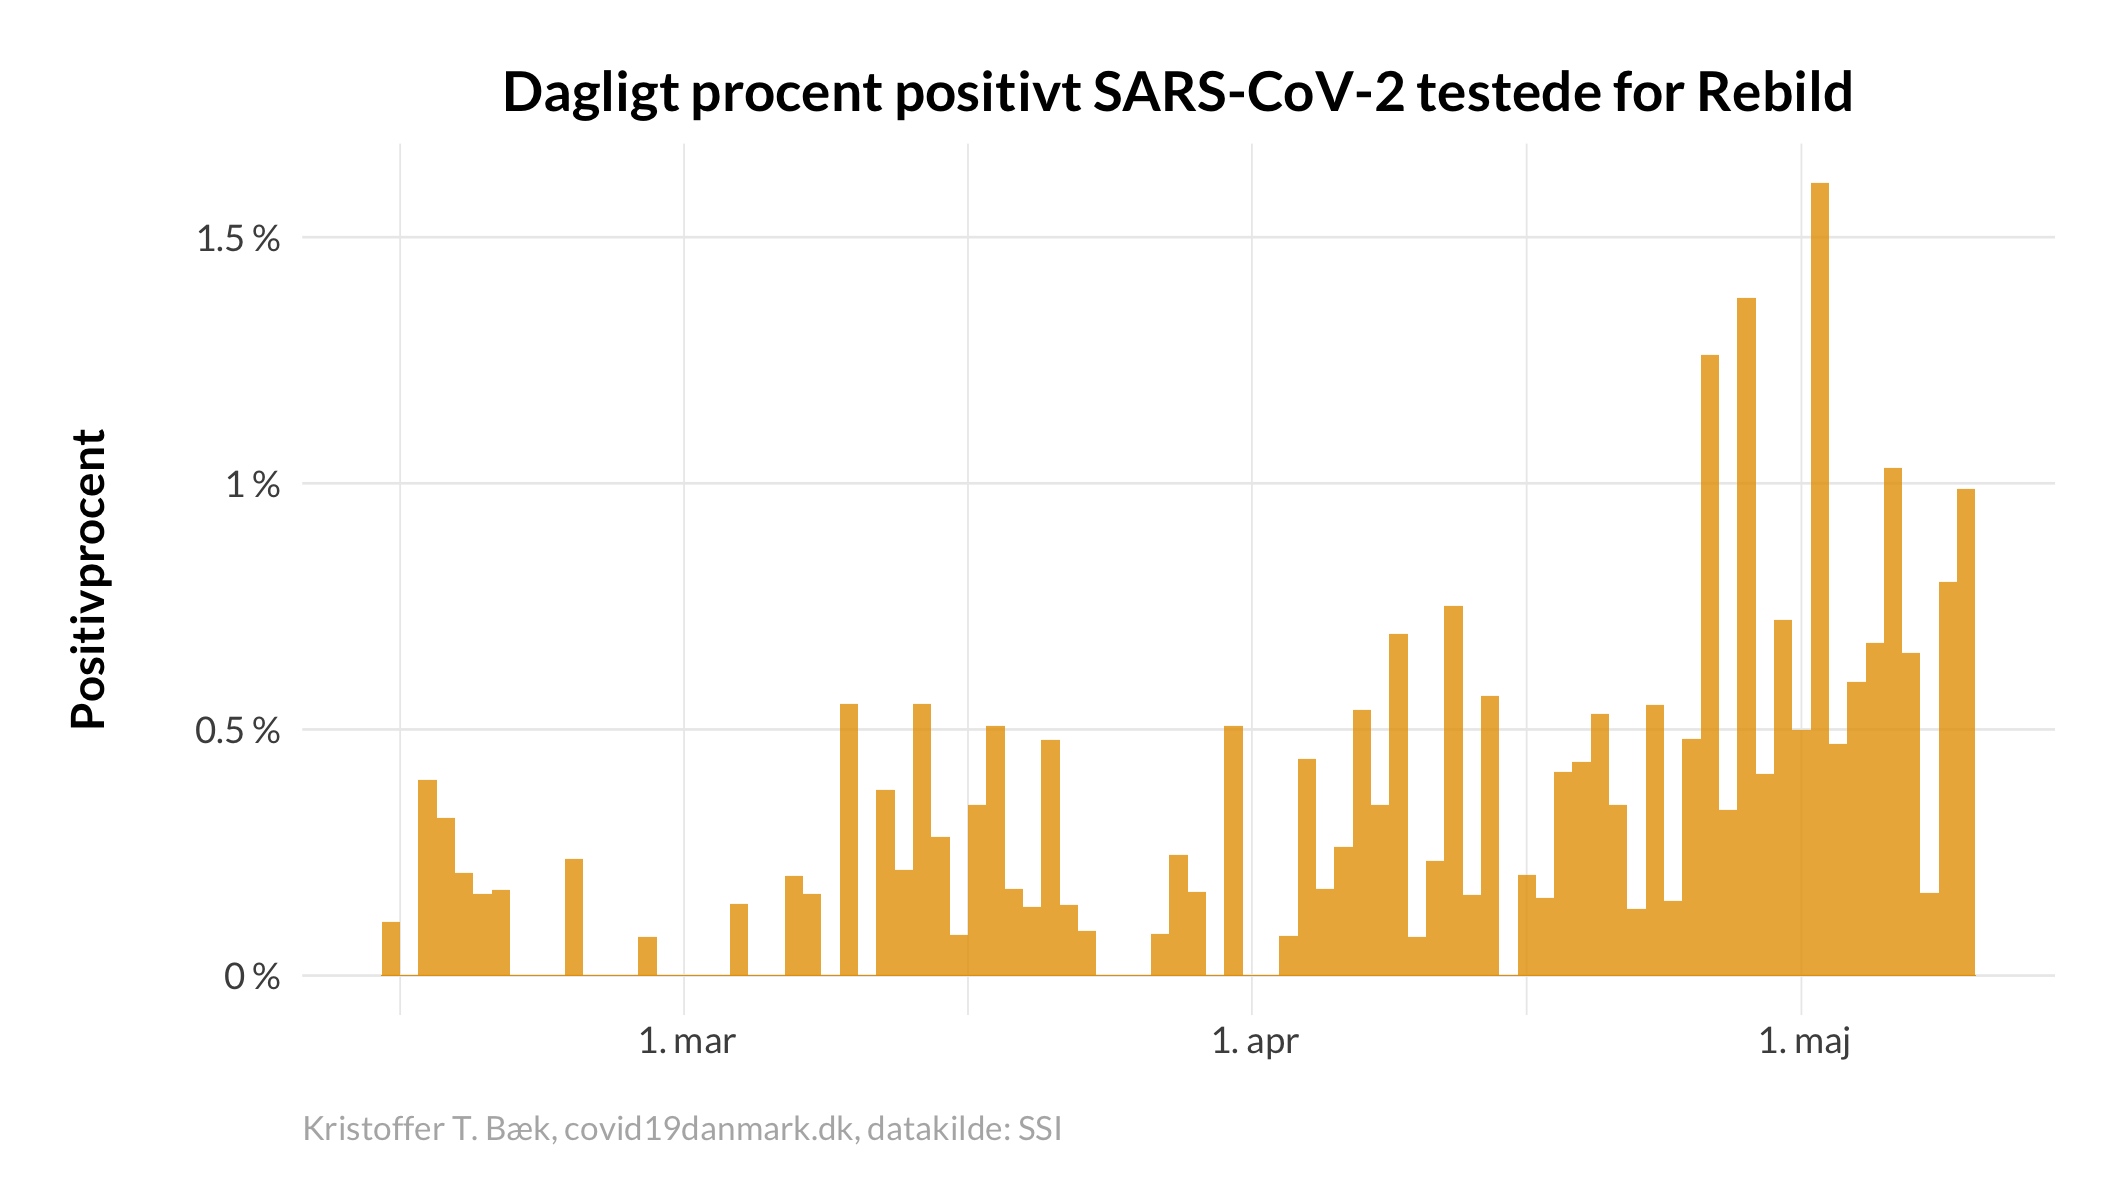 Dagligt procent positivt SARS-CoV-2 testede for Rebild
Positivprocent
1.5 %
1 %
0.5 %
0 %
1. mar
1. apr
1. maj
Kristoffer T. Bæk, covid19danmark.dk, datakilde: SSI